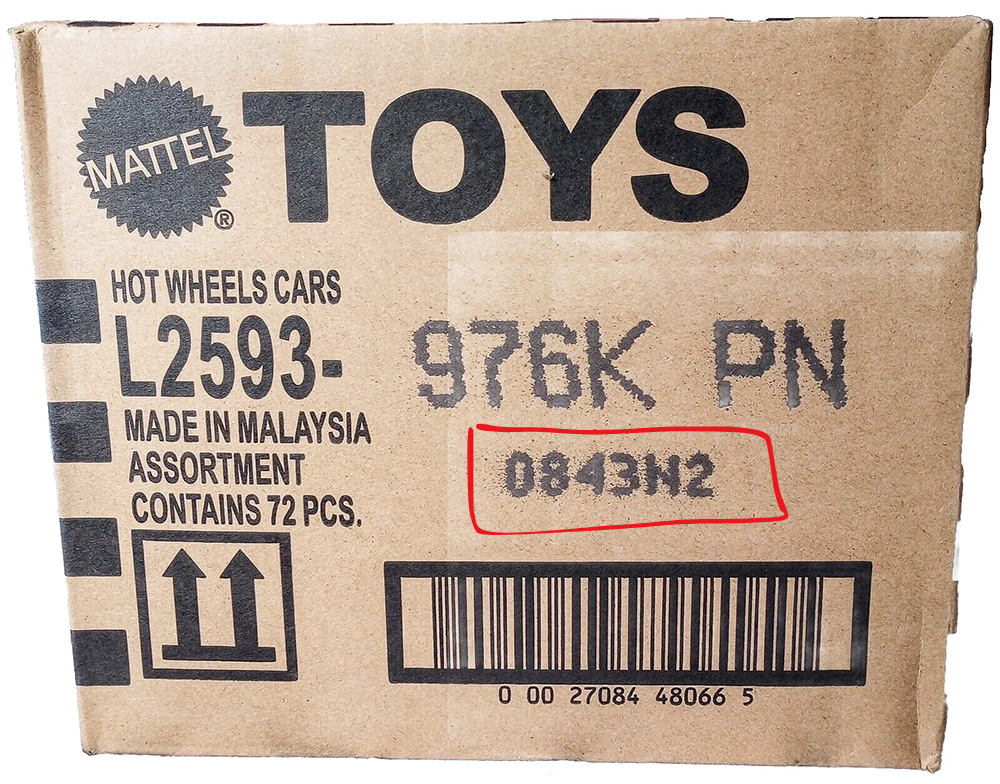 MATTEL
®
TOYS
HOT WHEELS CARS
L2593-
MADE IN MALAYSIA
ASSORTMENT
CONTAINS 72 PCS.
976K PN
0843N2
0 00 27084 48066 5